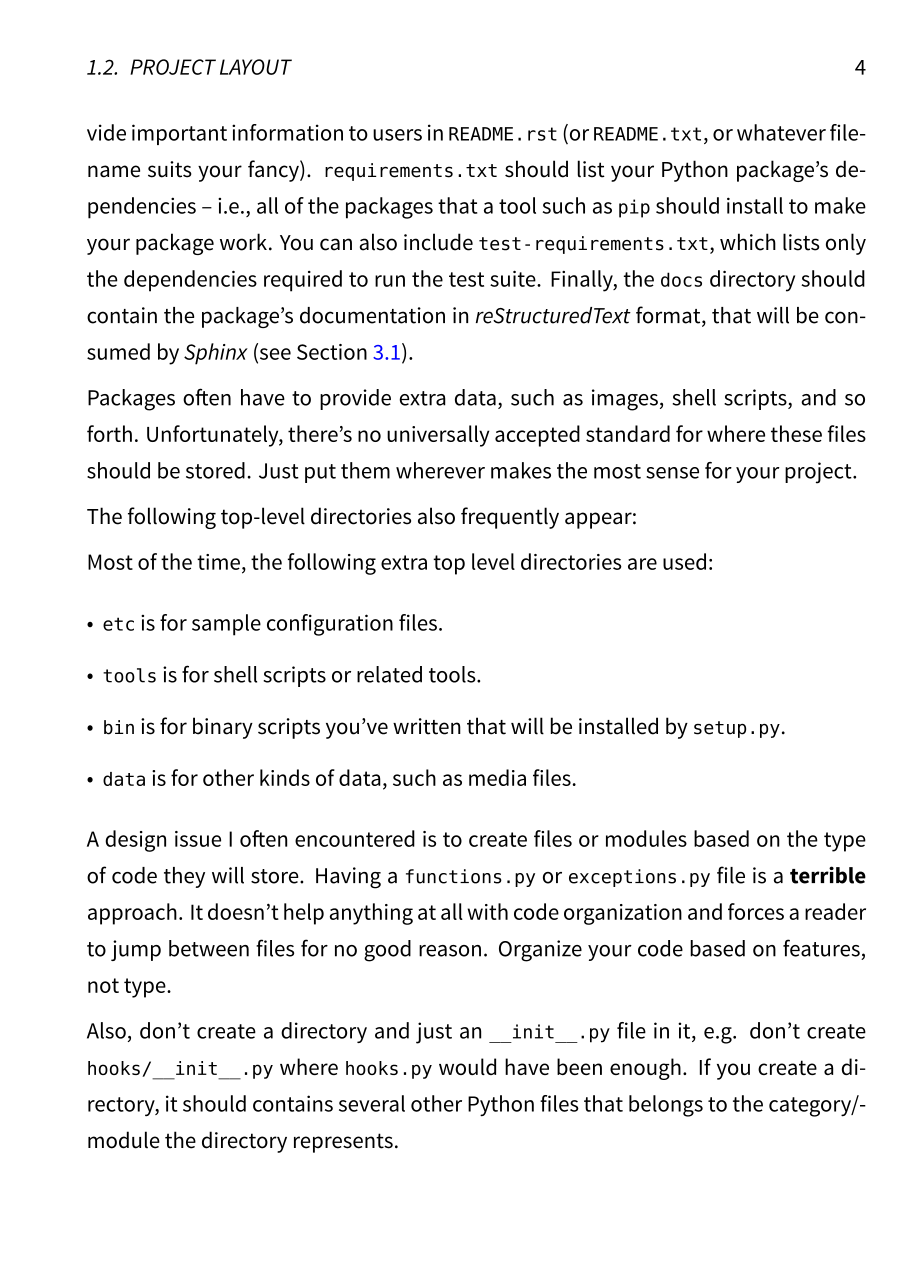 1.2. PROJECT LAYOUT 4
vide important information to users in README.rst (or README.txt, or whatever file-
name suits your fancy). requirements.txt should list your Python package’s de-
pendencies – i.e., all of the packages that a tool such as pip should install to make
your package work. You can also include test-requirements.txt, which lists only
the dependencies required to run the test suite. Finally, the docs directory should
contain the package’s documentation in reStructuredText format, that will be con-
sumed by Sphinx (see Section 3.1).
Packages often have to provide extra data, such as images, shell scripts, and so
forth. Unfortunately, there’s no universally accepted standard for where these files
should be stored. Just put them wherever makes the most sense for your project.
The following top-level directories also frequently appear:
Most of the time, the following extra top level directories are used:
• etc is for sample configuration files.
• tools is for shell scripts or related tools.
• bin is for binary scripts you’ve written that will be installed by setup.py.
• data is for other kinds of data, such as media files.
A design issue I often encountered is to create files or modules based on the type
of code they will store. Having a functions.py or exceptions.py file is a terrible
approach. It doesn’t help anything at all with code organization and forces a reader
to jump between files for no good reason. Organize your code based on features,
not type.
Also, don’t create a directory and just an __init__.py file in it, e.g. don’t create
hooks/__init__.py where hooks.py would have been enough. If you create a di-
rectory, it should contains several other Python files that belongs to the category/-
module the directory represents.